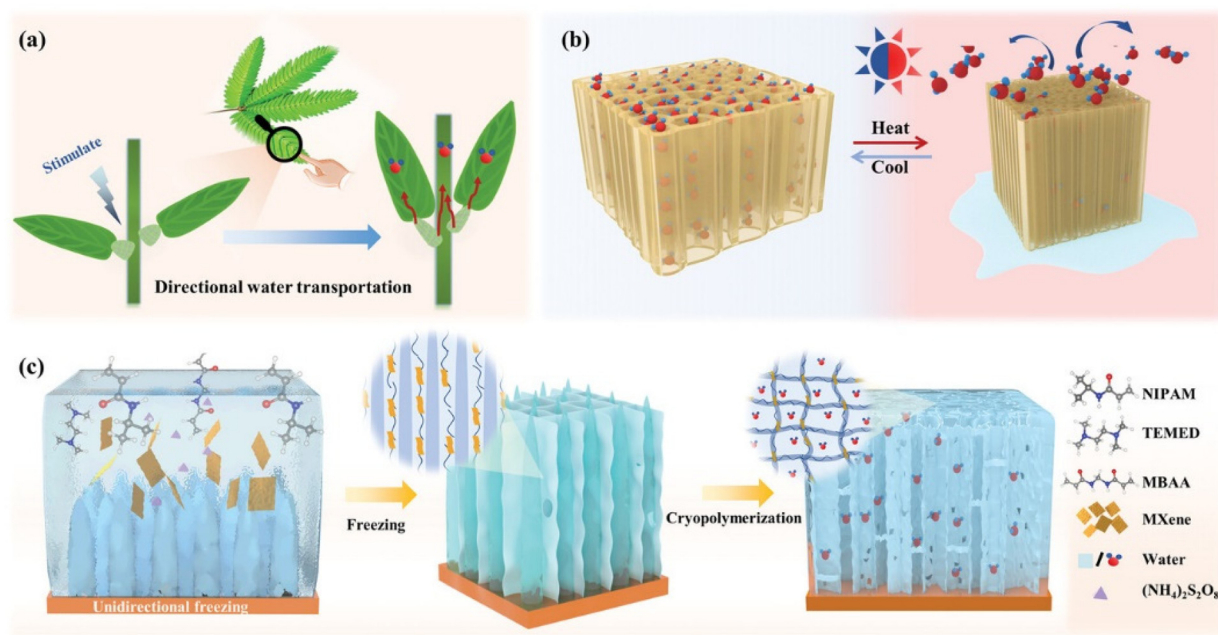 (a)
Stimulate
Directional water transportation
(b)
Heat
Cool
(c)
Unidirectional freezing
Freezing
Cryopolymerization
NIPAM
TEMED
MBAA
MXene
/ Water
(NH₄)₂S₂O₈